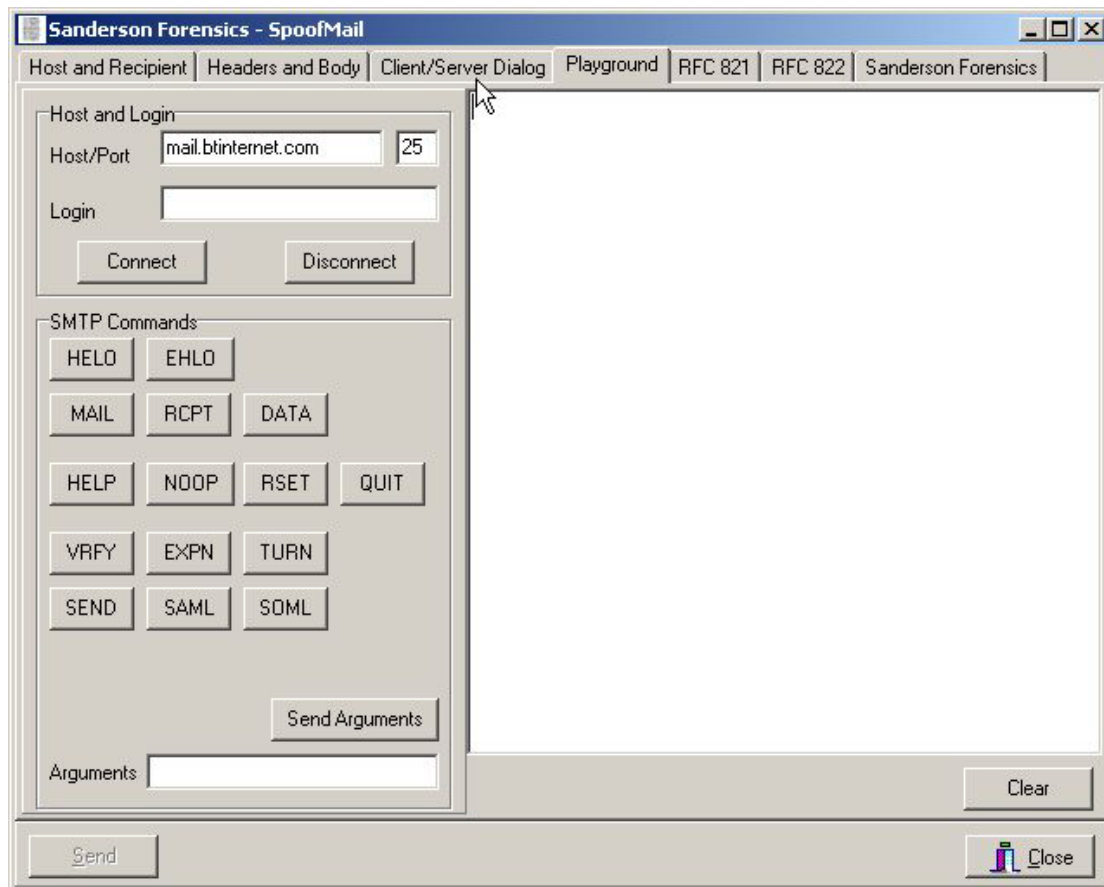 Sanderson Forensics - SpoofMail
Host and Recipient Headers and Body Client/Server Dialog Playground RFC 821 RFC 822 Sanderson Forensics
Host and Login
Host/Port mail.btinternet.com 25
Login
Connect Disconnect
SMTP Commands
HELO EHLO
MAIL RCPT DATA
HELP NOOP RSET QUIT
VRFY EXPN TURN
SEND SAML SOML
Send Arguments
Arguments
Clear
Send Close